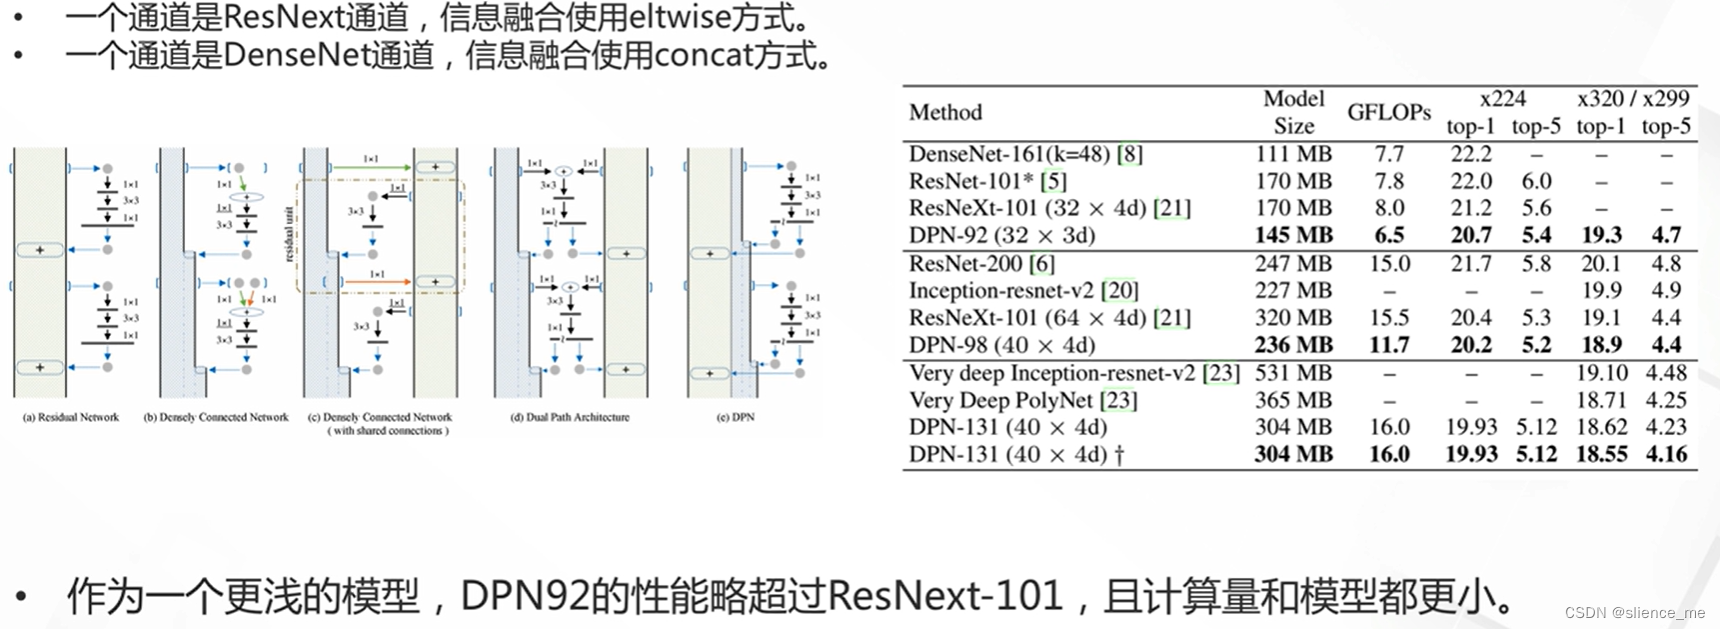 • 一个通道是ResNext通道，信息融合使用eltwise方式。
• 一个通道是DenseNet通道，信息融合使用concat方式。
1×1
3×3
1×1
+
1×1
3×3
1×1
+
(a) Residual Network
1×1
+
1×1
3×3
1×1
1×1
+
1×1
3×3
(b) Densely Connected Network
residual unit
1×1
+
1×1
3×3
1×1
+
1×1
3×3
(c) Densely Connected Network
( with shared connections )
1×1 + 1×1
3×3
1×1
+
1×1 + 1×1
3×3
1×1
+
(d) Dual Path Architecture
1×1
3×3
1×1
+
1×1
3×3
1×1
+
(e) DPN
Method Model Size GFLOPs x224 x320 / x299
top-1 top-5 top-1 top-5
DenseNet-161(k=48) [8] 111 MB 7.7 22.2 – – –
ResNet-101* [5] 170 MB 7.8 22.0 6.0 – –
ResNeXt-101 (32 × 4d) [21] 170 MB 8.0 21.2 5.6 – –
DPN-92 (32 × 3d) 145 MB 6.5 20.7 5.4 19.3 4.7
ResNet-200 [6] 247 MB 15.0 21.7 5.8 20.1 4.8
Inception-resnet-v2 [20] 227 MB – – – 19.9 4.9
ResNeXt-101 (64 × 4d) [21] 320 MB 15.5 20.4 5.3 19.1 4.4
DPN-98 (40 × 4d) 236 MB 11.7 20.2 5.2 18.9 4.4
Very deep Inception-resnet-v2 [23] 531 MB – – – 19.10 4.48
Very Deep PolyNet [23] 365 MB – – – 18.71 4.25
DPN-131 (40 × 4d) 304 MB 16.0 19.93 5.12 18.62 4.23
DPN-131 (40 × 4d) † 304 MB 16.0 19.93 5.12 18.55 4.16
• 作为一个更浅的模型，DPN92的性能略超过ResNext-101，且计算量和模型都更小。
CSDN @slience_me